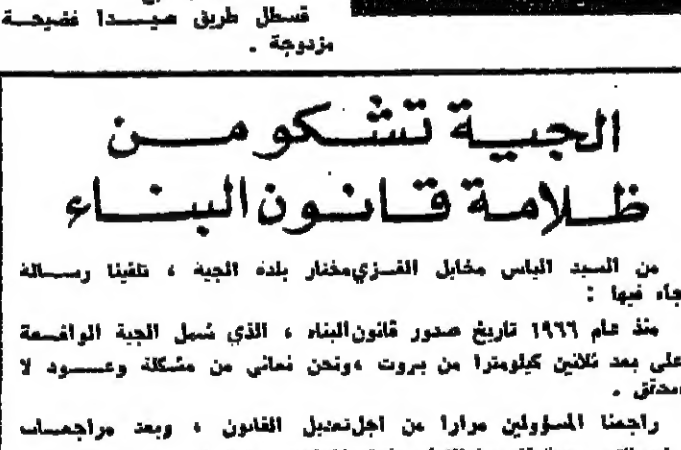 قسطل طريق صيدا فضيحة
مزدوجة .
الجية تشكو من
ظلامة قانون البناء
من السيد الياس مخايل القزي مختار بلدة الجية ، تلقينا رسالة
جاء فيها :
منذ عام ١٩٦٦ تاريخ صدور قانون البناء ، الذي شمل الجية الواقعة
على بعد ثلاثين كيلومترا من بيروت ، ونحن نعاني من مشكلة وعود لا
تتحقق .
راجعنا المسؤولين مرارا من اجل تعديل القانون ، وبعد مراجعات